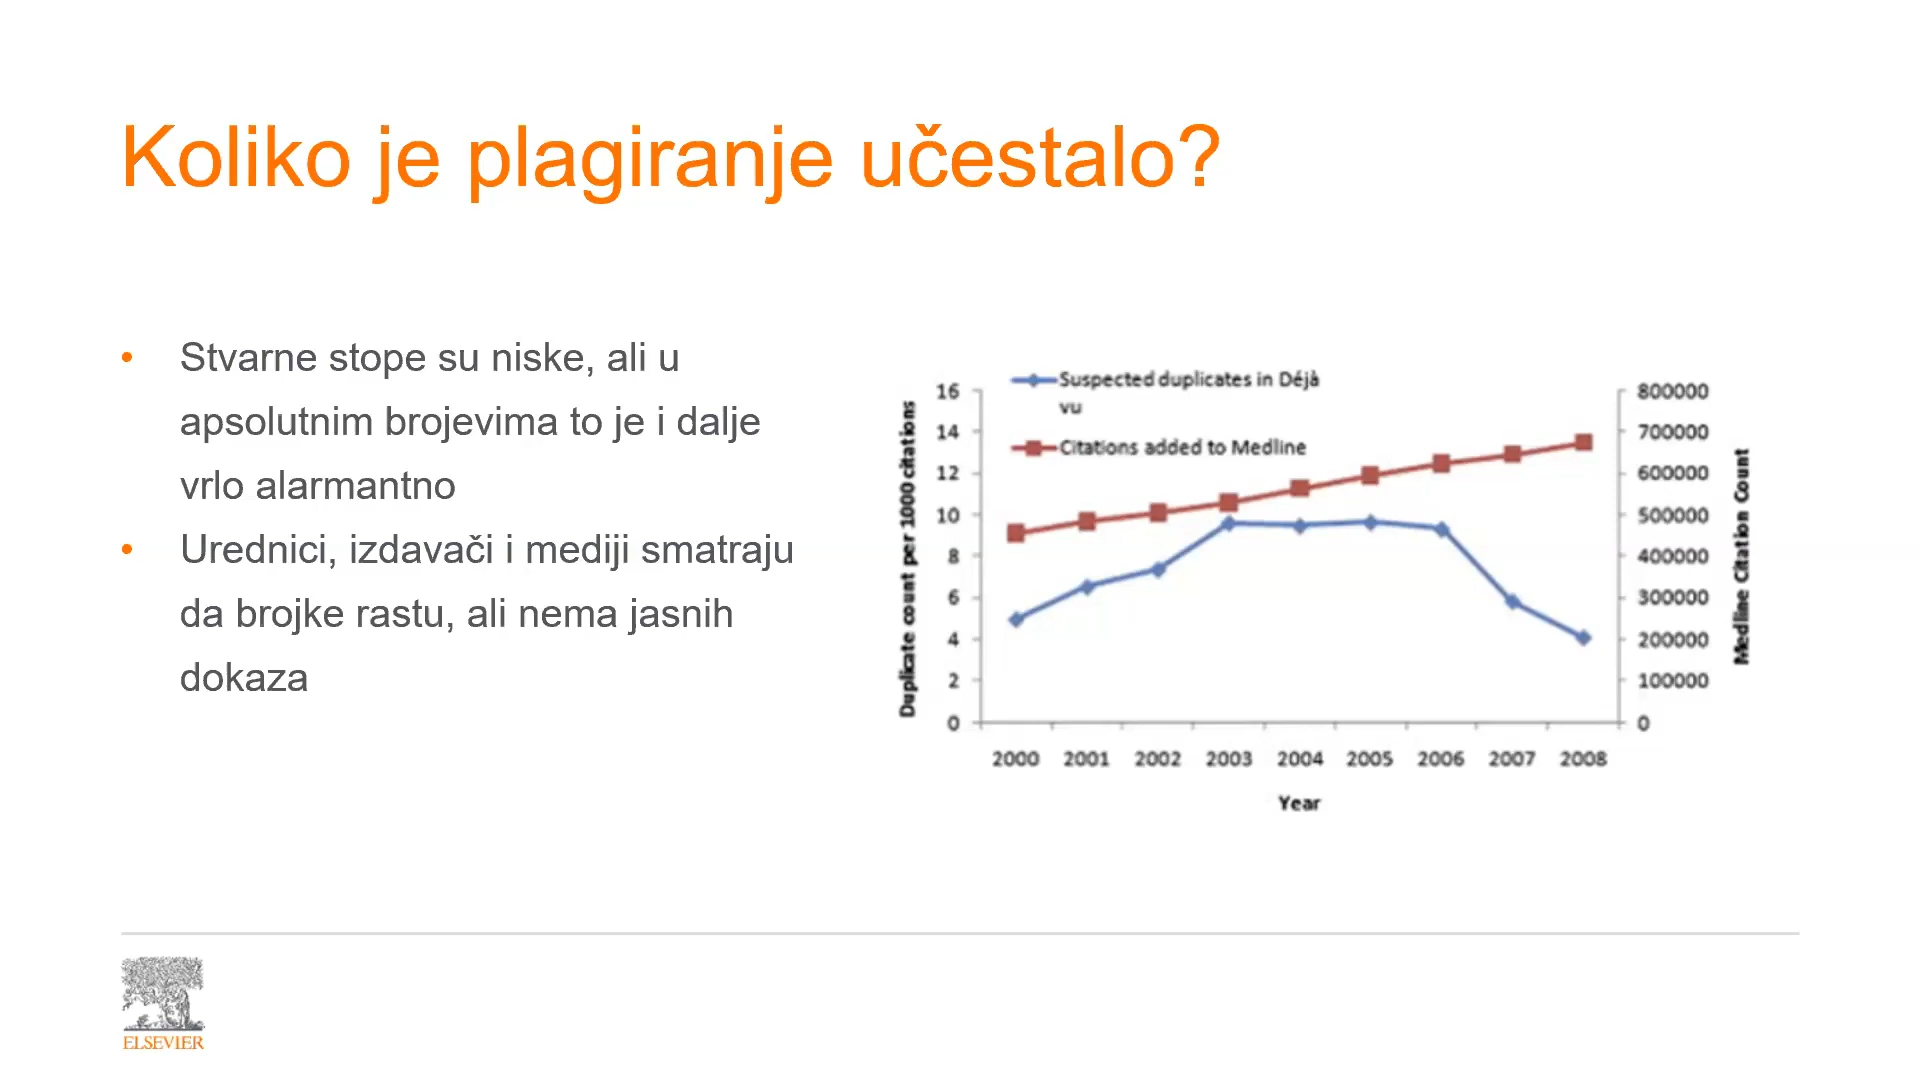 Koliko je plagiranje učestalo?
• Stvarne stope su niske, ali u
apsolutnim brojevima to je i dalje
vrlo alarmantno
• Urednici, izdavači i mediji smatraju
da brojke rastu, ali nema jasnih
dokaza
Suspected duplicates in Déjà
vu
Citations added to Medline
Duplicate count per 1000 citations
16
14
12
10
8
6
4
2
0
800000
700000
600000
500000
400000
300000
200000
100000
0
Medline Citation Count
2000 2001 2002 2003 2004 2005 2006 2007 2008
Year
ELSEVIER